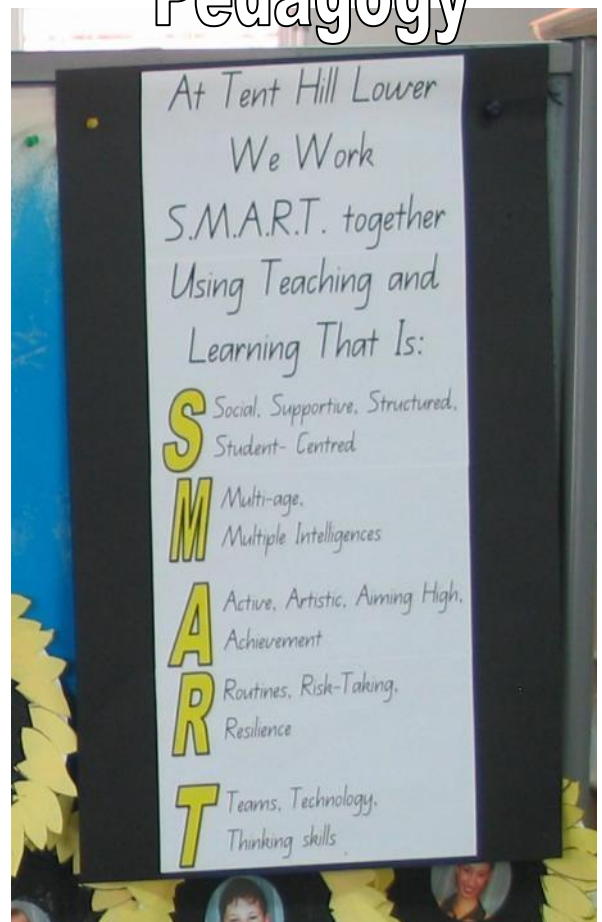 Pedagogy
At Tent Hill Lower
We Work
S.M.A.R.T. together
Using Teaching and
Learning That Is:
S Social, Supportive, Structured,
Student- Centred
M Multi-age,
Multiple Intelligences
A Active, Artistic, Aiming High,
Achievement
R Routines, Risk-Taking,
Resilience
T Teams, Technology,
Thinking skills